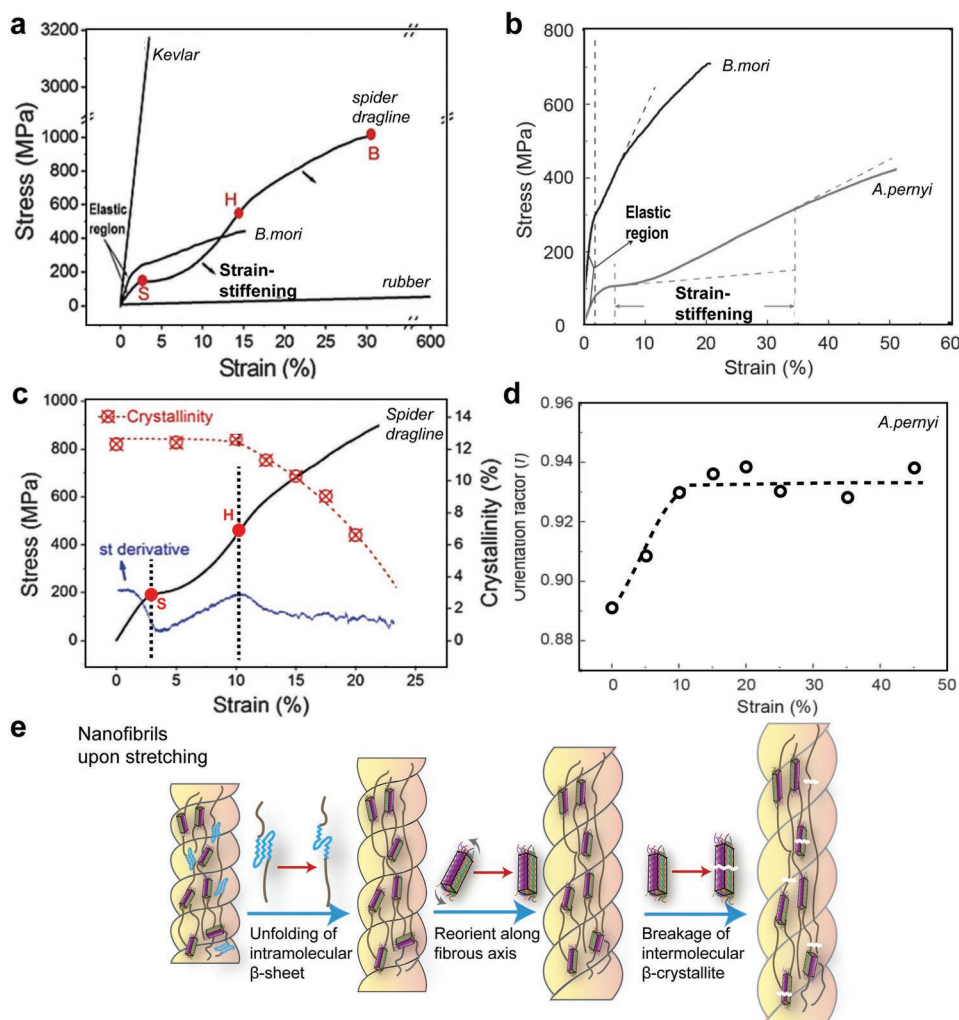 a
3200
3000
1000
800
600
400
200
0
Stress (MPa)
Kevlar
spider
dragline
B
H
Elastic
region
B.mori
S
Strain-
stiffening
rubber
0 5 10 15 20 25 30 600
Strain (%)
b
800
600
400
200
0
Stress (MPa)
B.mori
A.pernyi
Elastic
region
Strain-
stiffening
0 10 20 30 40 50 60
Strain (%)
c
1000
800
600
400
200
0
Stress (MPa)
Crystallinity
Spider
dragline
H
st derivative
S
14
12
10
8
6
4
2
0
Crystallinity (%)
0 5 10 15 20 25
Strain (%)
d
0.96
0.94
0.92
0.90
0.88
Orientation factor (f)
A.pernyi
0 10 20 30 40 50
Strain (%)
e
Nanofibrils
upon stretching
Unfolding of
intramolecular
β-sheet
Reorient along
fibrous axis
Breakage of
intermolecular
β-crystallite